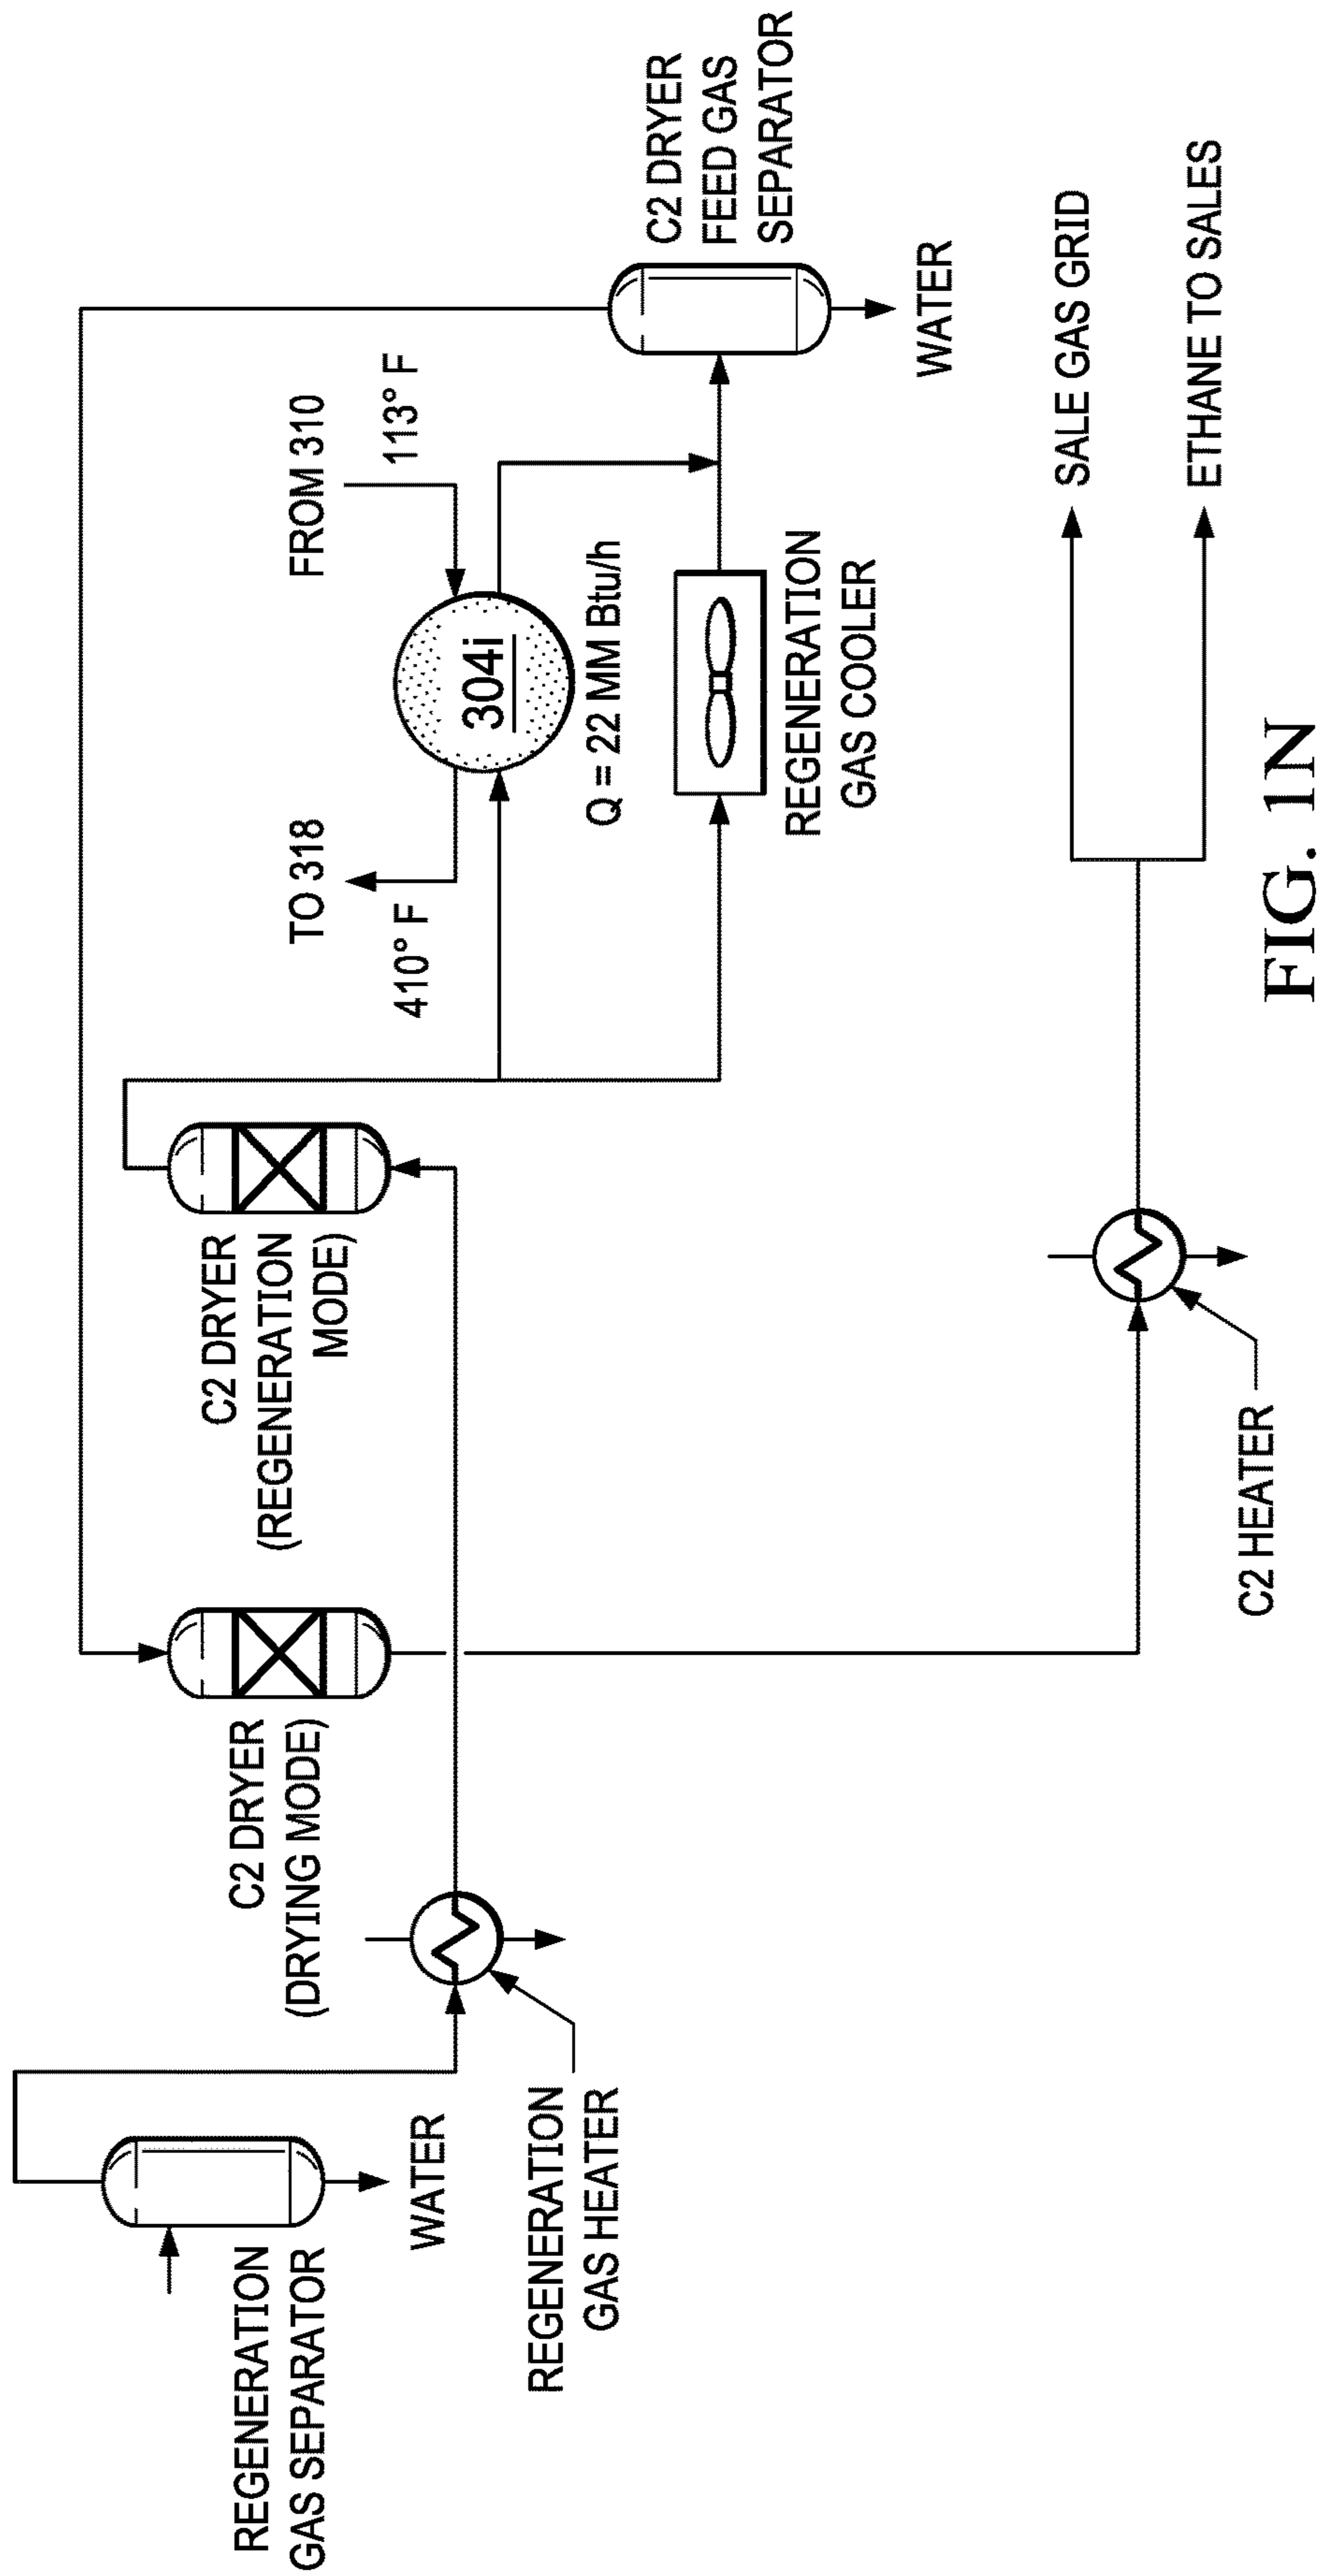 REGENERATION
GAS SEPARATOR
WATER
REGENERATION
GAS HEATER
C2 DRYER
(DRYING MODE)
C2 DRYER
(REGENERATION
MODE)
TO 318
410° F
FROM 310
113° F
304i
Q = 22 MM Btu/h
REGENERATION
GAS COOLER
C2 DRYER
FEED GAS
SEPARATOR
WATER
C2 HEATER
SALE GAS GRID
ETHANE TO SALES
FIG. 1N